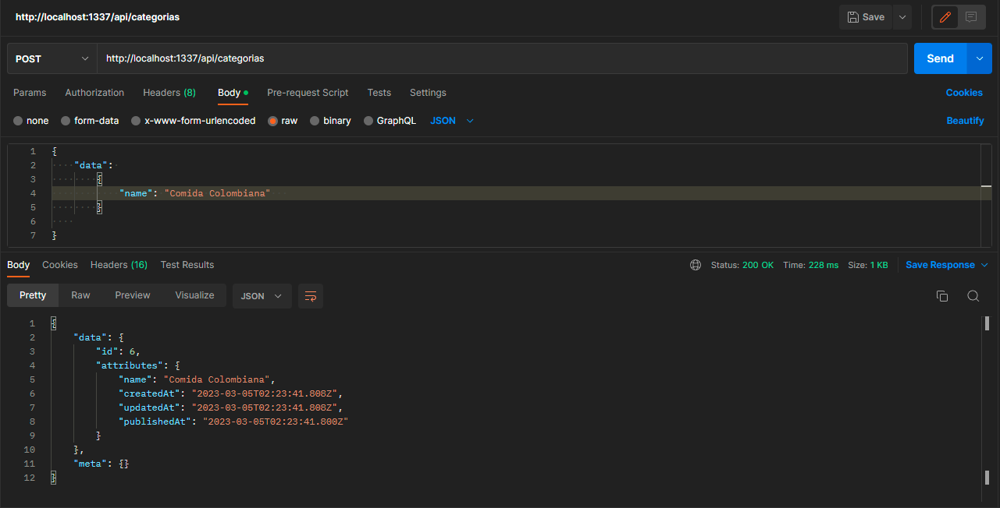 http://localhost:1337/api/categorias
Save
POST
http://localhost:1337/api/categorias
Send
Params Authorization Headers (8) Body Pre-request Script Tests Settings Cookies
none form-data x-www-form-urlencoded raw binary GraphQL JSON Beautify
1 {
2 "data":
3 {
4 "name": "Comida Colombiana"
5 }
6
7 }
Body Cookies Headers (16) Test Results Status: 200 OK Time: 228 ms Size: 1 KB Save Response
Pretty Raw Preview Visualize JSON
1 {
2 "data": {
3 "id": 6,
4 "attributes": {
5 "name": "Comida Colombiana",
6 "createdAt": "2023-03-05T02:23:41.808Z",
7 "updatedAt": "2023-03-05T02:23:41.808Z",
8 "publishedAt": "2023-03-05T02:23:41.800Z"
9 }
10 },
11 "meta": {}
12 }